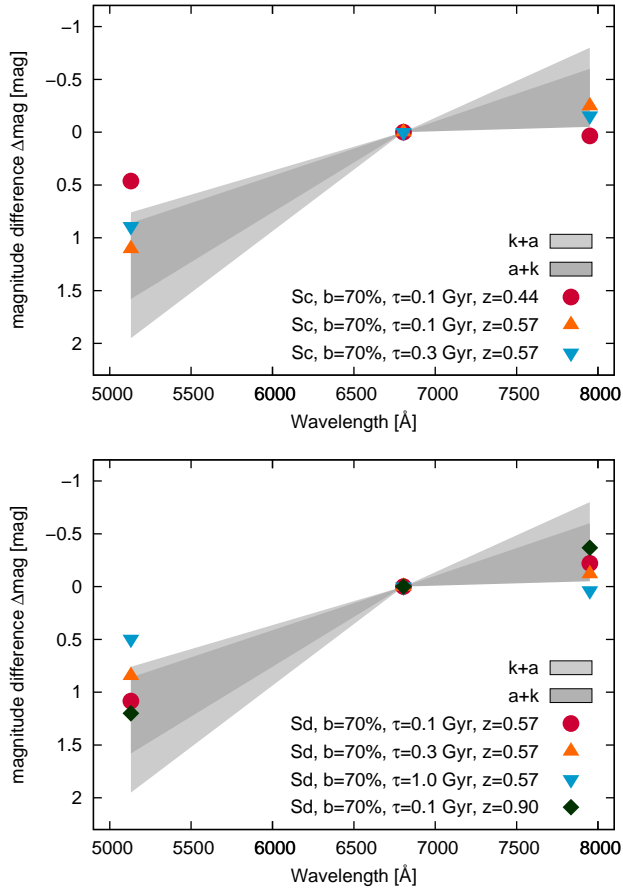 magnitude difference Δmag [mag]
-1
-0.5
0
0.5
1
1.5
2
k+a
a+k
Sc, b=70%, τ=0.1 Gyr, z=0.44
Sc, b=70%, τ=0.1 Gyr, z=0.57
Sc, b=70%, τ=0.3 Gyr, z=0.57
5000 5500 6000 6500 7000 7500 8000
Wavelength [Å]
magnitude difference Δmag [mag]
-1
-0.5
0
0.5
1
1.5
2
k+a
a+k
Sd, b=70%, τ=0.1 Gyr, z=0.57
Sd, b=70%, τ=0.3 Gyr, z=0.57
Sd, b=70%, τ=1.0 Gyr, z=0.57
Sd, b=70%, τ=0.1 Gyr, z=0.90
5000 5500 6000 6500 7000 7500 8000
Wavelength [Å]